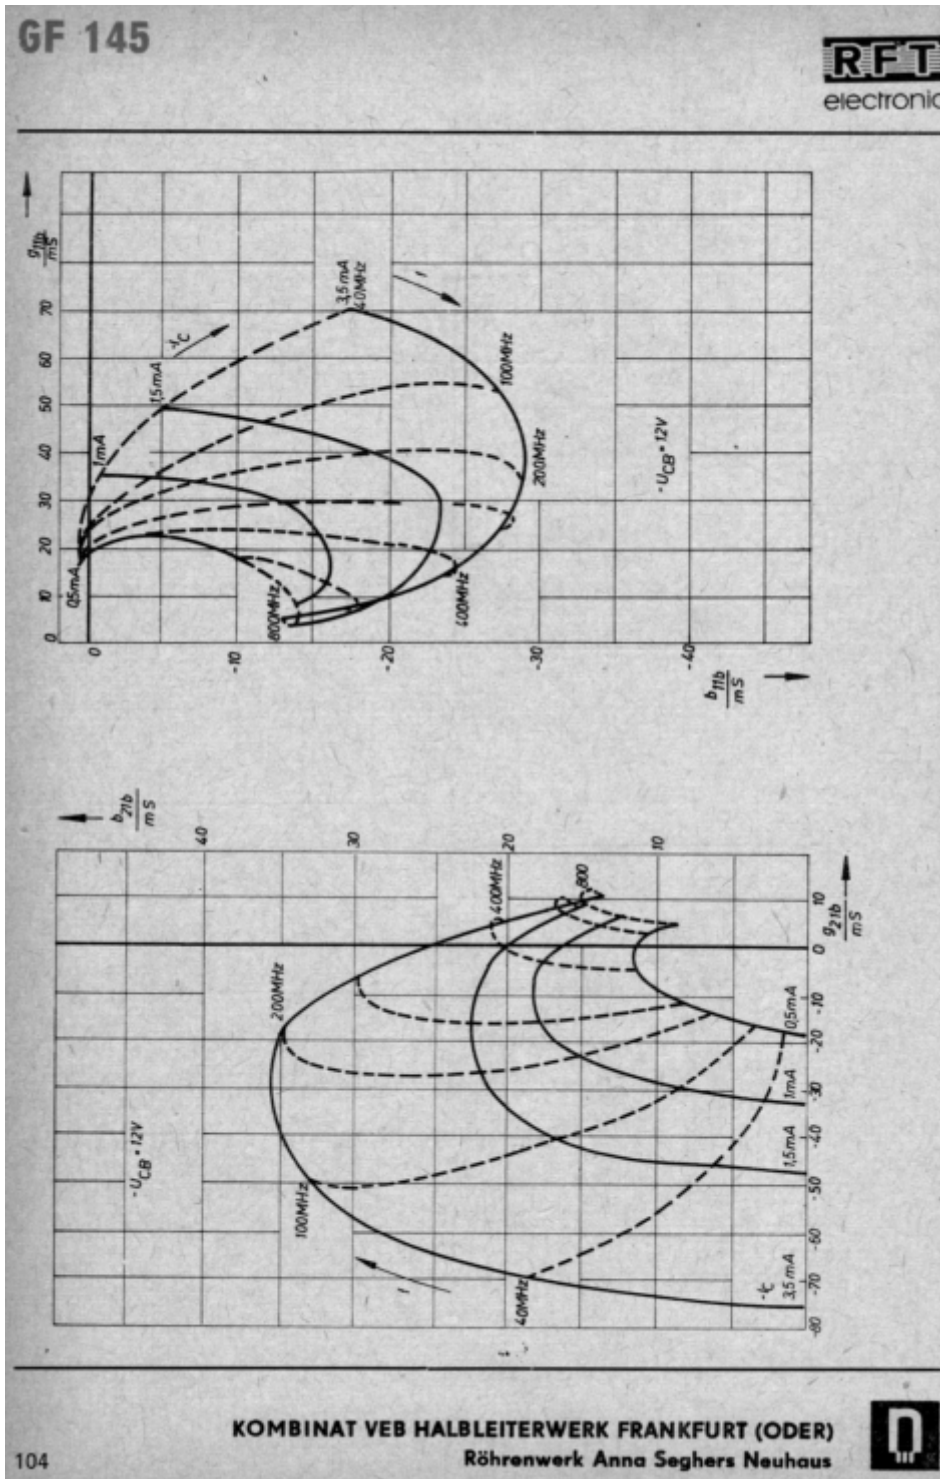 GF 145
RFT
electronic
g11b
mS
70
60
50
40
30
20
10
0
0
-10
-20
-30
-40
b11b
mS
0,5mA
1mA
1,5mA
-IC
3,5mA
40MHz
f
100MHz
200MHz
400MHz
800MHz
-UCB = 12V
b21b
mS
40
30
20
10
10
0
-10
-20
-30
-40
-50
-60
-70
-80
g21b
mS
400MHz
800
200MHz
100MHz
40MHz
f
-UCB = 12V
0,5mA
1mA
1,5mA
-IC
3,5mA
KOMBINAT VEB HALBLEITERWERK FRANKFURT (ODER)
Röhrenwerk Anna Seghers Neuhaus
104